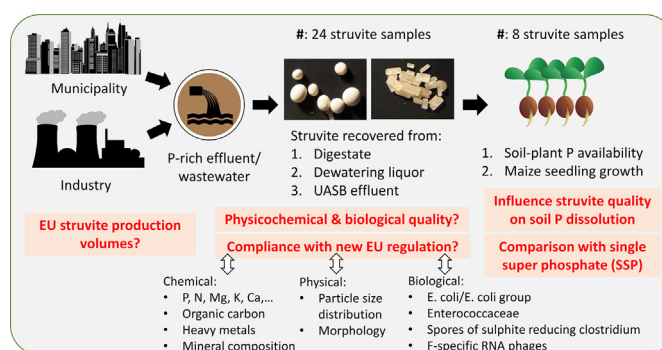 #: 24 struvite samples
#: 8 struvite samples
Municipality
Industry
P-rich effluent/
wastewater
Struvite recovered from:
1. Digestate
2. Dewatering liquor
3. UASB effluent
1. Soil-plant P availability
2. Maize seedling growth
EU struvite production
volumes?
Physicochemical & biological quality?
Compliance with new EU regulation?
Influence struvite quality
on soil P dissolution
Comparison with single
super phosphate (SSP)
Chemical:
• P, N, Mg, K, Ca,...
• Organic carbon
• Heavy metals
• Mineral composition
Physical:
• Particle size
distribution
• Morphology
Biological:
• E. coli/E. coli group
• Enterococcaceae
• Spores of sulphite reducing clostridium
• F-specific RNA phages